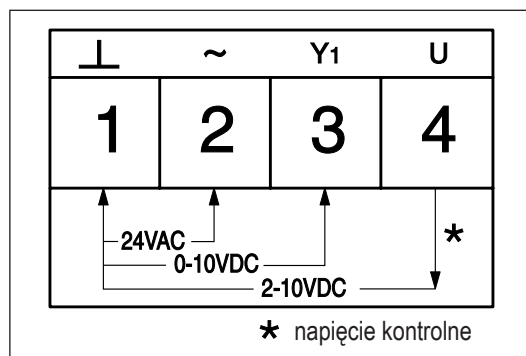 ⊥ ~ Y1 U
1 2 3 4
24VAC
*
0-10VDC
2-10VDC
* napięcie kontrolne